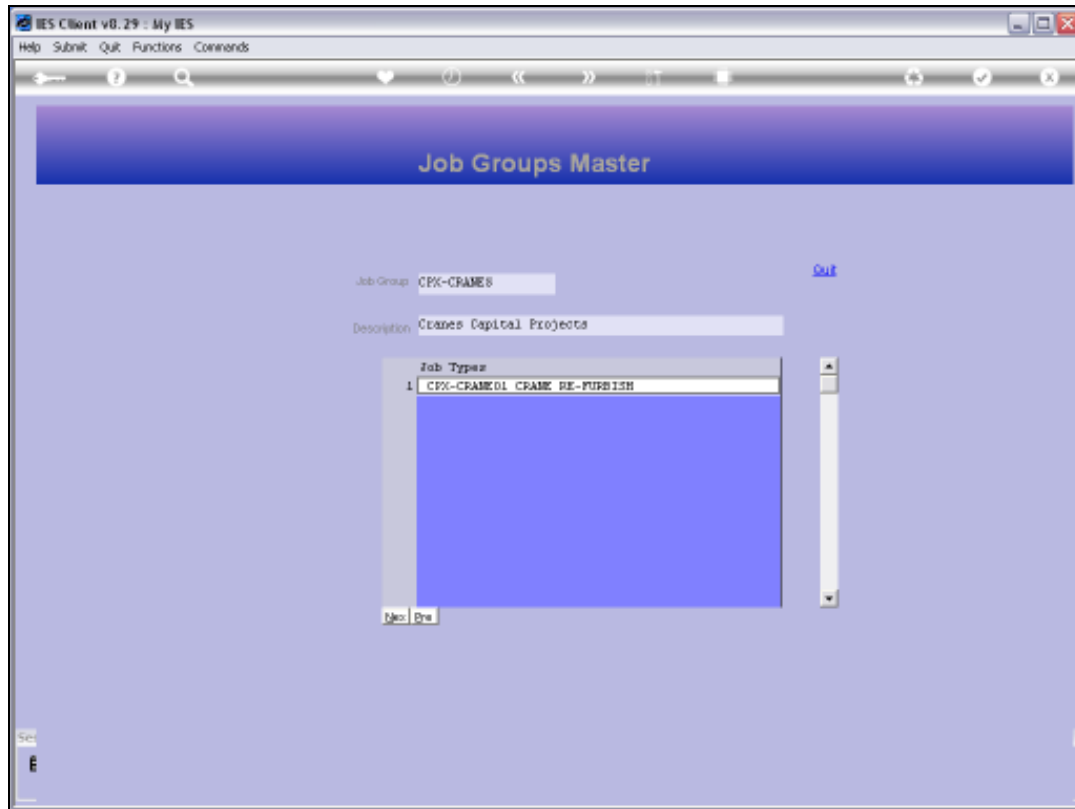 IES Client v8.29 : My IES
Help Submit Quit Functions Commands
Job Groups Master
Quit
Job Group CPX-CRANES
Description Cranes Capital Projects
Job Types
1 CPX-CRANE01 CRANE RE-FURBISH
Nex Pre